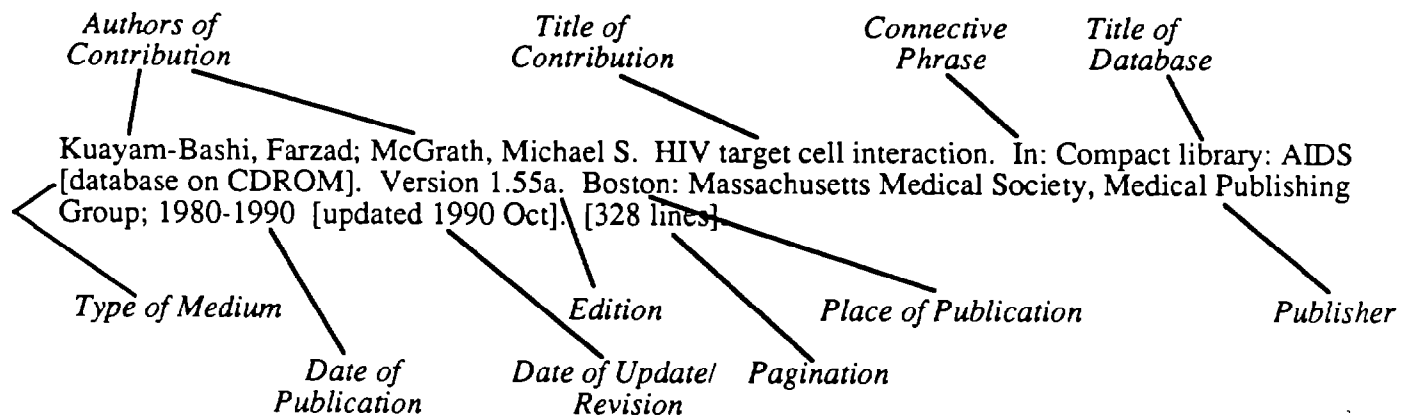 Authors of Contribution
Title of Contribution
Connective Phrase
Title of Database
Kuayam-Bashi, Farzad; McGrath, Michael S. HIV target cell interaction. In: Compact library: AIDS
[database on CDROM]. Version 1.55a. Boston: Massachusetts Medical Society, Medical Publishing
Group; 1980-1990 [updated 1990 Oct]. [328 lines].
Type of Medium
Edition
Place of Publication
Publisher
Date of Publication
Date of Update/ Revision
Pagination